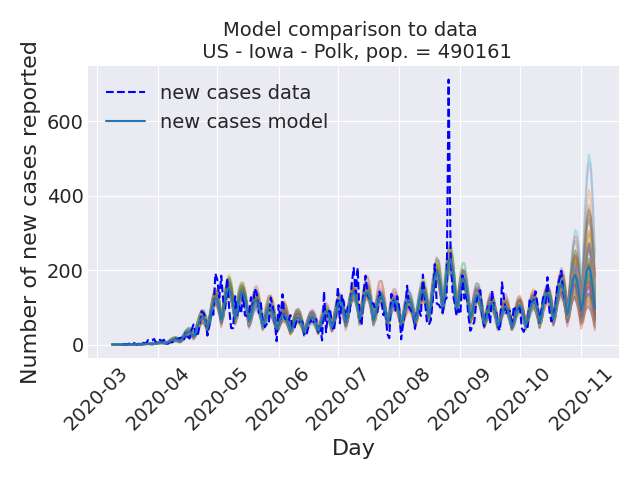 Model comparison to data
US - Iowa - Polk, pop. = 490161
Number of new cases reported
new cases data
new cases model
600
400
200
0
2020-03
2020-04
2020-05
2020-06
2020-07
2020-08
2020-09
2020-10
2020-11
Day